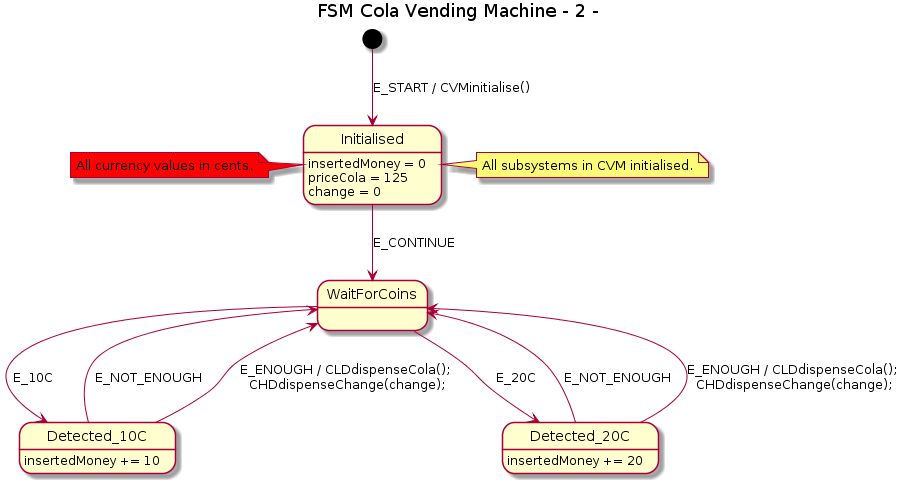 FSM Cola Vending Machine - 2 -
E_START / CVMinitialise()
Initialised
All currency values in cents.
insertedMoney = 0
priceCola = 125
change = 0
All subsystems in CVM initialised.
E_CONTINUE
WaitForCoins
E_10C
E_NOT_ENOUGH
E_ENOUGH / CLDdispenseCola();
CHDdispenseChange(change);
E_20C
E_NOT_ENOUGH
E_ENOUGH / CLDdispenseCola();
CHDdispenseChange(change);
Detected_10C
insertedMoney += 10
Detected_20C
insertedMoney += 20